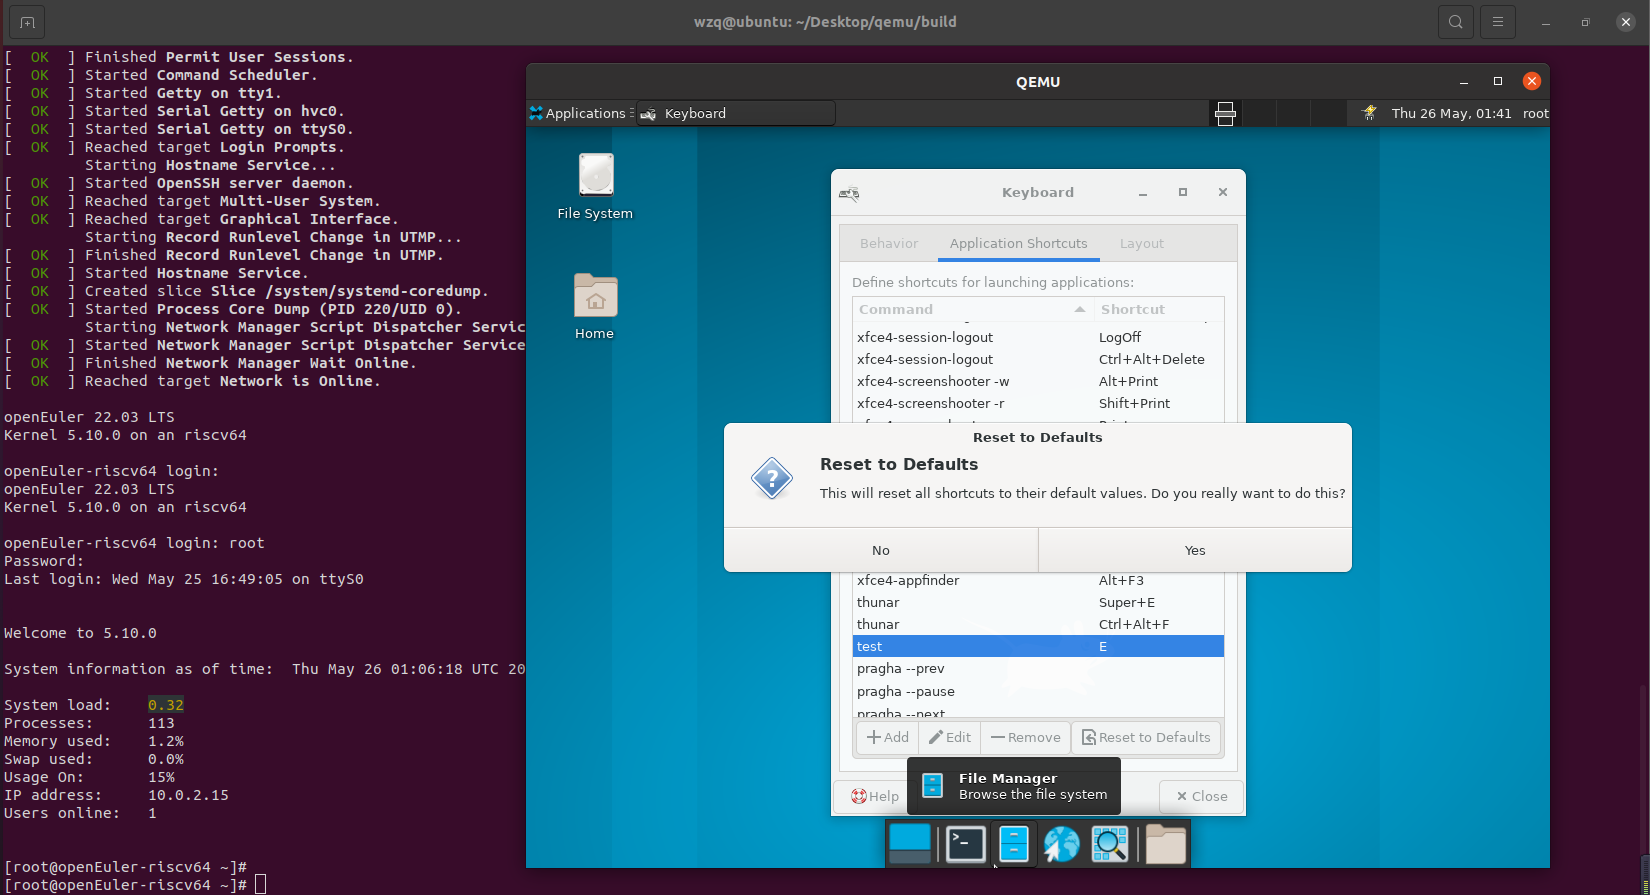 wzq@ubuntu: ~/Desktop/qemu/build
[  OK  ] Finished Permit User Sessions.
[  OK  ] Started Command Scheduler.
[  OK  ] Started Getty on tty1.
[  OK  ] Started Serial Getty on hvc0.
[  OK  ] Started Serial Getty on ttyS0.
[  OK  ] Reached target Login Prompts.
         Starting Hostname Service...
[  OK  ] Started OpenSSH server daemon.
[  OK  ] Reached target Multi-User System.
[  OK  ] Reached target Graphical Interface.
         Starting Record Runlevel Change in UTMP...
[  OK  ] Finished Record Runlevel Change in UTMP.
[  OK  ] Started Hostname Service.
[  OK  ] Created slice Slice /system/systemd-coredump.
[  OK  ] Started Process Core Dump (PID 220/UID 0).
         Starting Network Manager Script Dispatcher Servic
[  OK  ] Started Network Manager Script Dispatcher Service
[  OK  ] Finished Network Manager Wait Online.
[  OK  ] Reached target Network is Online.
openEuler 22.03 LTS
Kernel 5.10.0 on an riscv64
openEuler-riscv64 login:
openEuler 22.03 LTS
Kernel 5.10.0 on an riscv64
openEuler-riscv64 login: root
Password:
Last login: Wed May 25 16:49:05 on ttyS0
Welcome to 5.10.0
System information as of time:  Thu May 26 01:06:18 UTC 20
System load:    0.32
Processes:      113
Memory used:    1.2%
Swap used:      0.0%
Usage On:       15%
IP address:     10.0.2.15
Users online:   1
[root@openEuler-riscv64 ~]#
[root@openEuler-riscv64 ~]#
QEMU
Applications Keyboard Thu 26 May, 01:41 root
File System
Home
Keyboard
Behavior Application Shortcuts Layout
Define shortcuts for launching applications:
Command Shortcut
xfce4-session-logout LogOff
xfce4-session-logout Ctrl+Alt+Delete
xfce4-screenshooter -w Alt+Print
xfce4-screenshooter -r Shift+Print
Reset to Defaults
Reset to Defaults
This will reset all shortcuts to their default values. Do you really want to do this?
No Yes
xfce4-appfinder Alt+F3
thunar Super+E
thunar Ctrl+Alt+F
test E
pragha --prev
pragha --pause
pragha --next
Add Edit Remove Reset to Defaults
Help Close
File Manager
Browse the file system